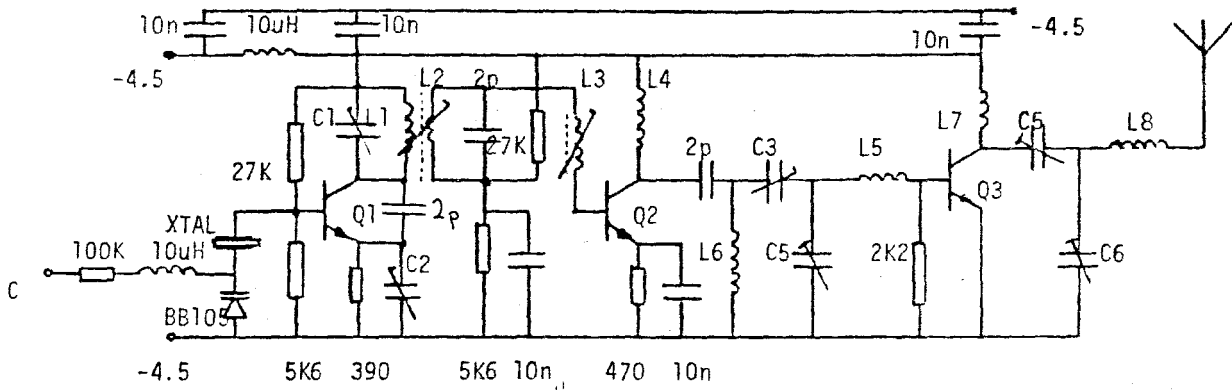 10n 10uH 10n 10n -4.5
-4.5 L2 2p L3 L4
C1 L1 L7 C5 L8
27K 27K 2p C3 L5
XTAL Q1 2p Q2 Q3
100K 10uH C2 L6 C5 2K2 C6
C
BB105
-4.5 5K6 390 5K6 10n 470 10n